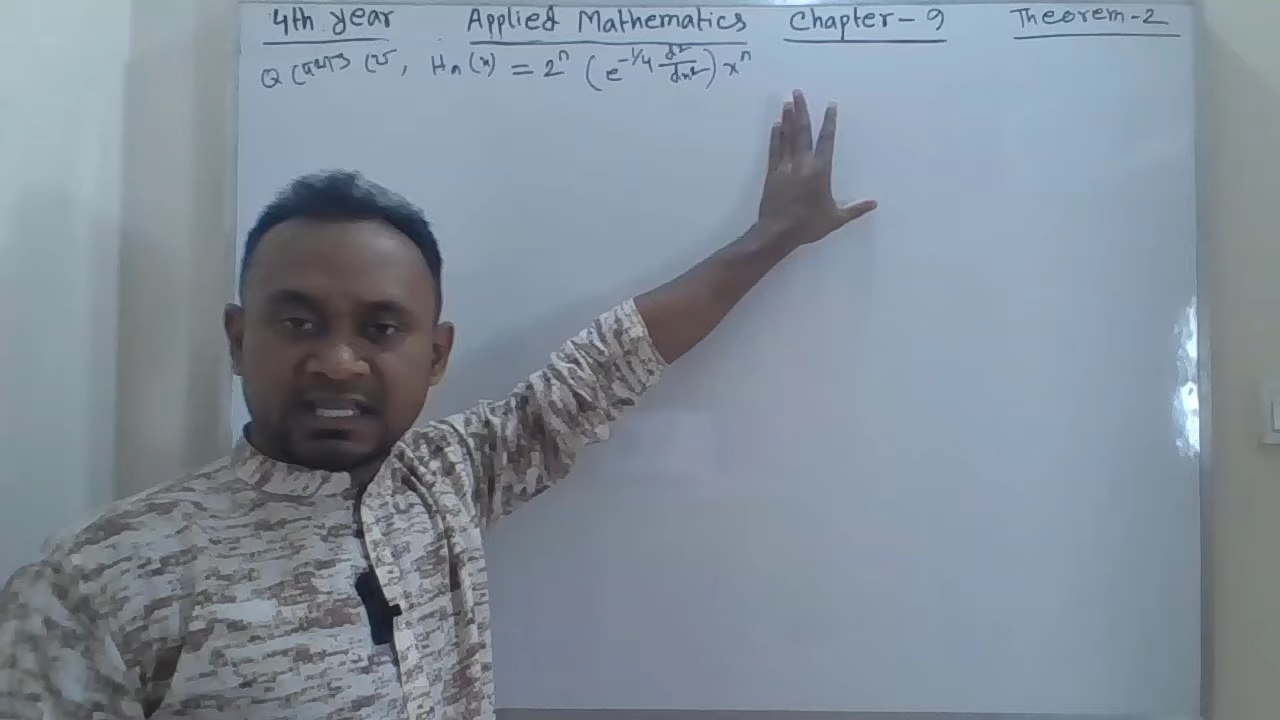 4th year Applied Mathematics Chapter-9 Theorem-2
দেখাও যে, Hₙ(x) = 2ⁿ (e^{-1/4 d²/dx²}) xⁿ